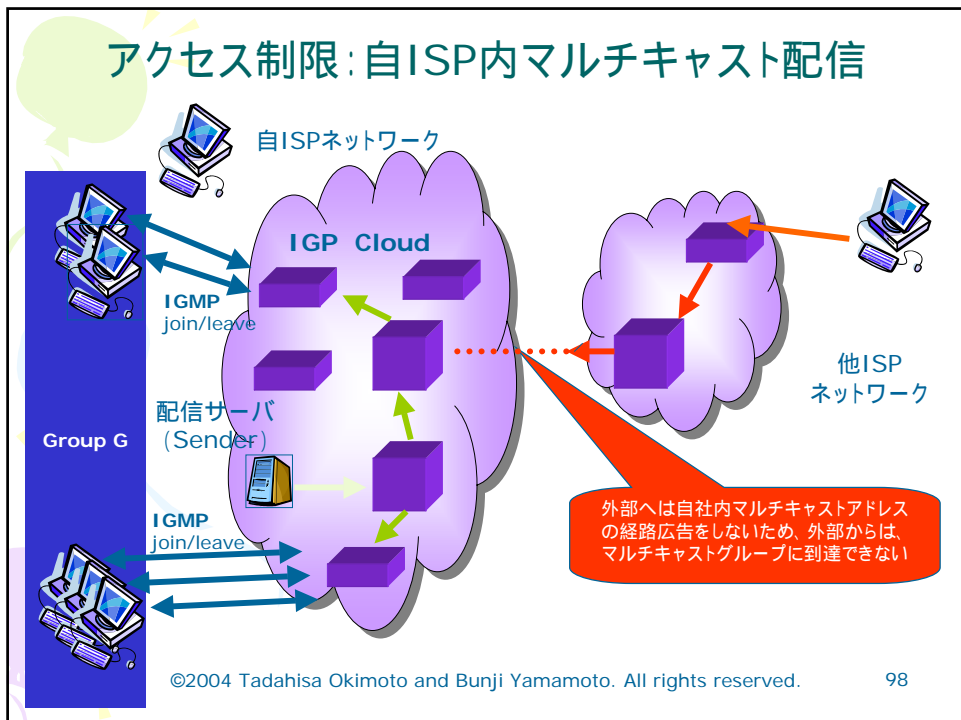 アクセス制限:自ISP内マルチキャスト配信
自ISPネットワーク
IGP Cloud
IGMP
join/leave
他ISP
ネットワーク
配信サーバ
(Sender)
Group G
外部へは自社内マルチキャストアドレス
の経路広告をしないため、外部からは、
マルチキャストグループに到達できない
IGMP
join/leave
©2004 Tadahisa Okimoto and Bunji Yamamoto. All rights reserved.
98